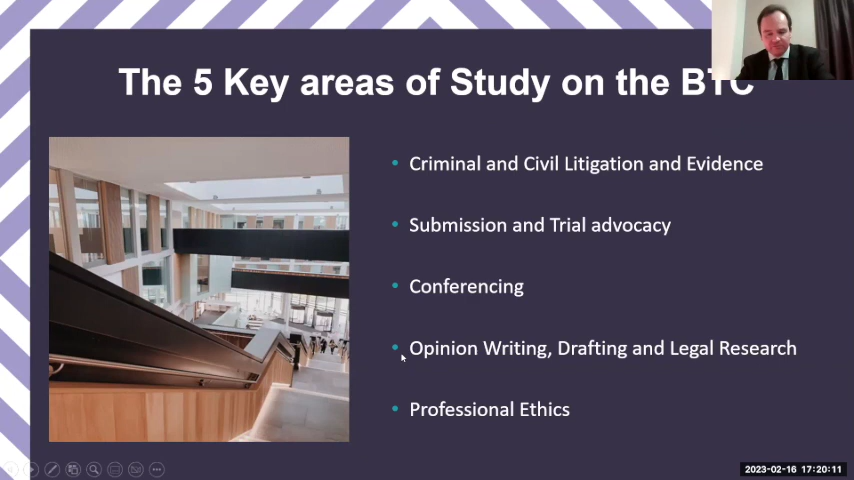 The 5 Key areas of Study on the BTC
• Criminal and Civil Litigation and Evidence
• Submission and Trial advocacy
• Conferencing
• Opinion Writing, Drafting and Legal Research
• Professional Ethics
2023-02-16 17:20:11